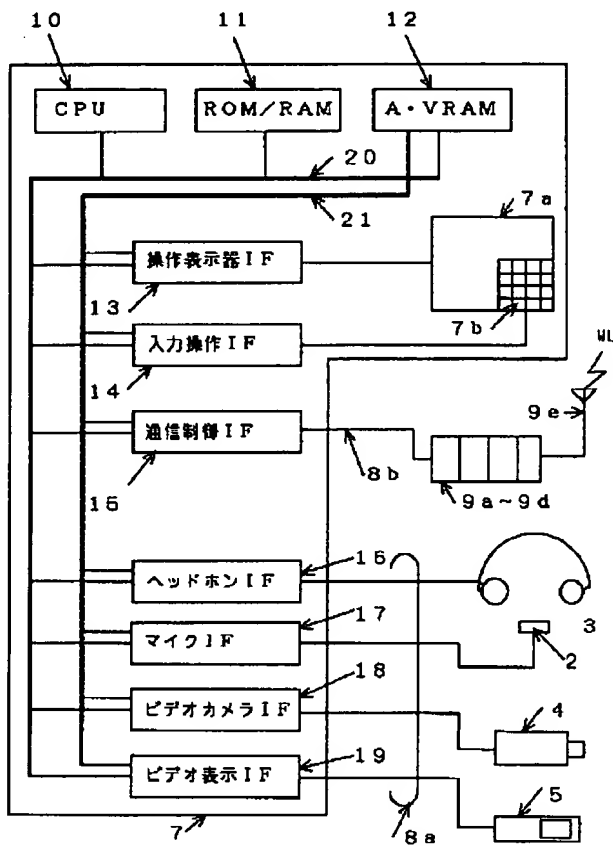 10 11 12
CPU ROM/RAM A・VRAM
20
21
7a
操作表示器IF
13
7b
入力操作IF
WL
14
9e
通信制御IF
15
8b
9a~9d
16
ヘッドホンIF
17
3
マイクIF
2
18
4
ビデオカメラIF
19
5
ビデオ表示IF
7
8a